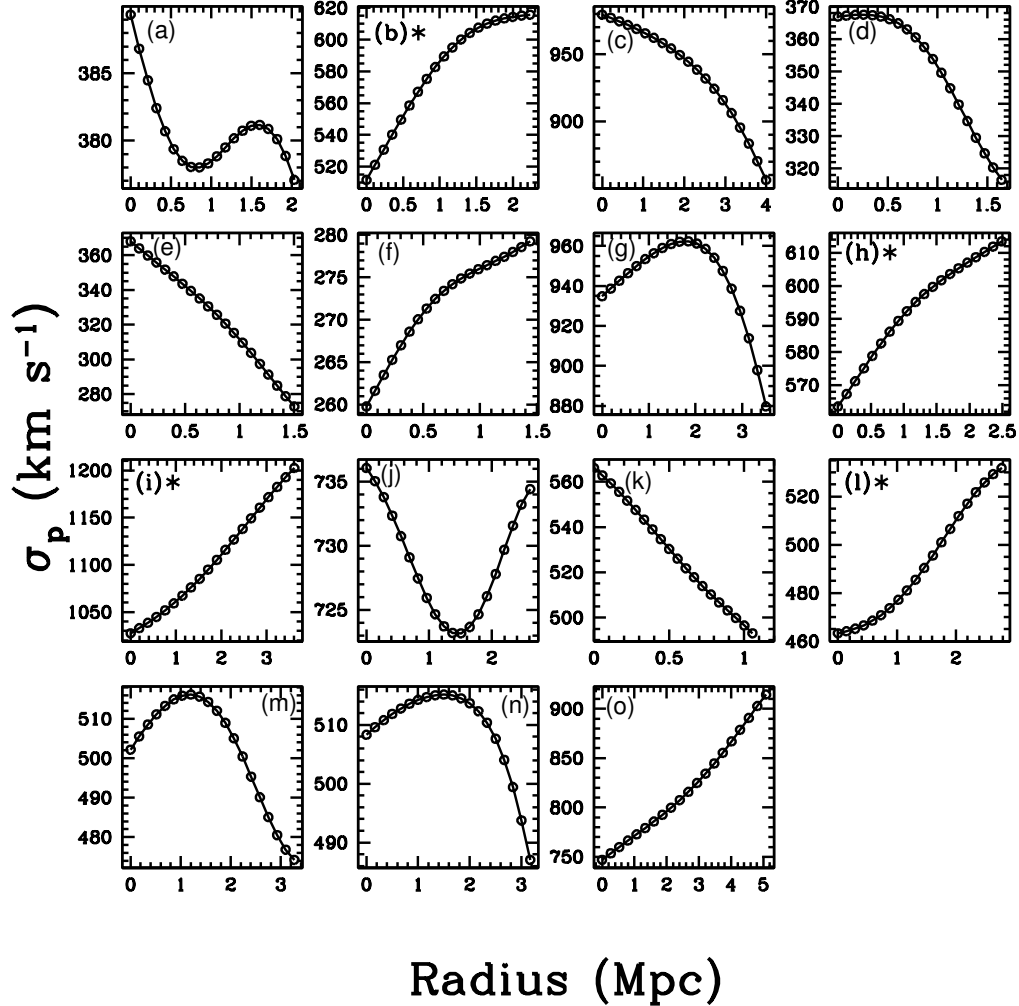 (a) (b)* (c) (d)
385 380
620 600 580 560 540 520
950 900
370 360 350 340 330 320
0 0.5 1 1.5 2
0 0.5 1 1.5 2
0 1 2 3 4
0 0.5 1 1.5
(e) (f) (g) (h)*
360 340 320 300 280
280 275 270 265 260
960 940 920 900 880
610 600 590 580 570
0 0.5 1 1.5
0 0.5 1 1.5
0 1 2 3
0 0.5 1 1.5 2 2.5
(i)* (j) (k) (l)*
1200 1150 1100 1050
735 730 725
560 540 520 500
520 500 480 460
0 1 2 3
0 1 2
0 0.5 1
0 1 2
(m) (n) (o)
510 500 490 480
510 500 490
900 850 800 750
0 1 2 3
0 1 2 3
0 1 2 3 4 5
σp (km s−1)
Radius (Mpc)